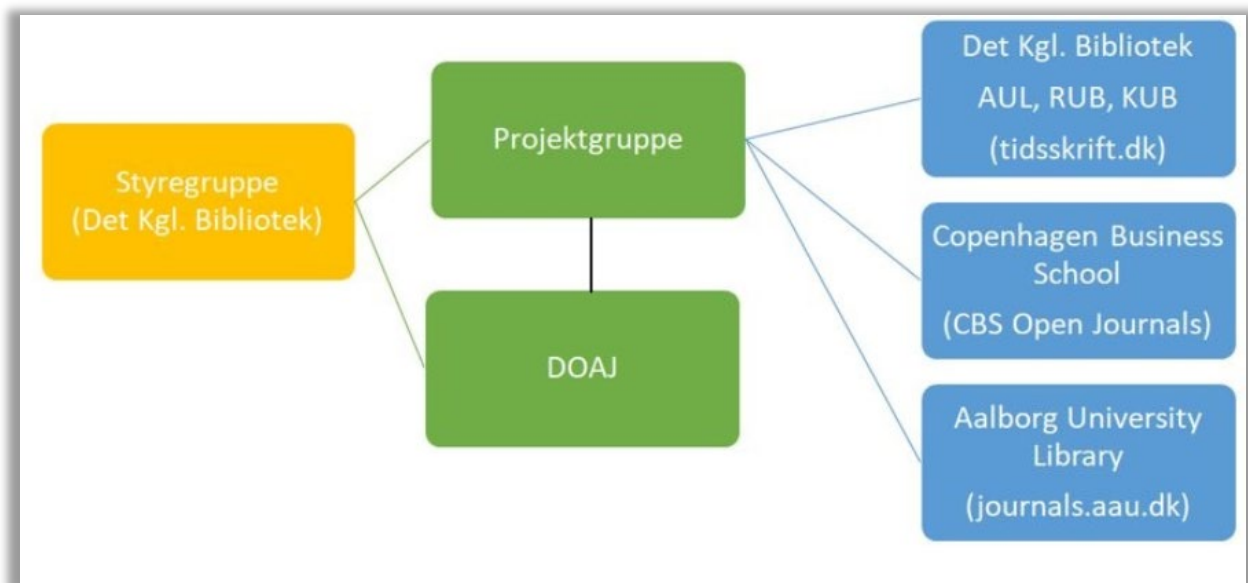 Styregruppe
(Det Kgl. Bibliotek)
Projektgruppe
DOAJ
Det Kgl. Bibliotek
AUL, RUB, KUB
(tidsskrift.dk)
Copenhagen Business
School
(CBS Open Journals)
Aalborg University
Library
(journals.aau.dk)